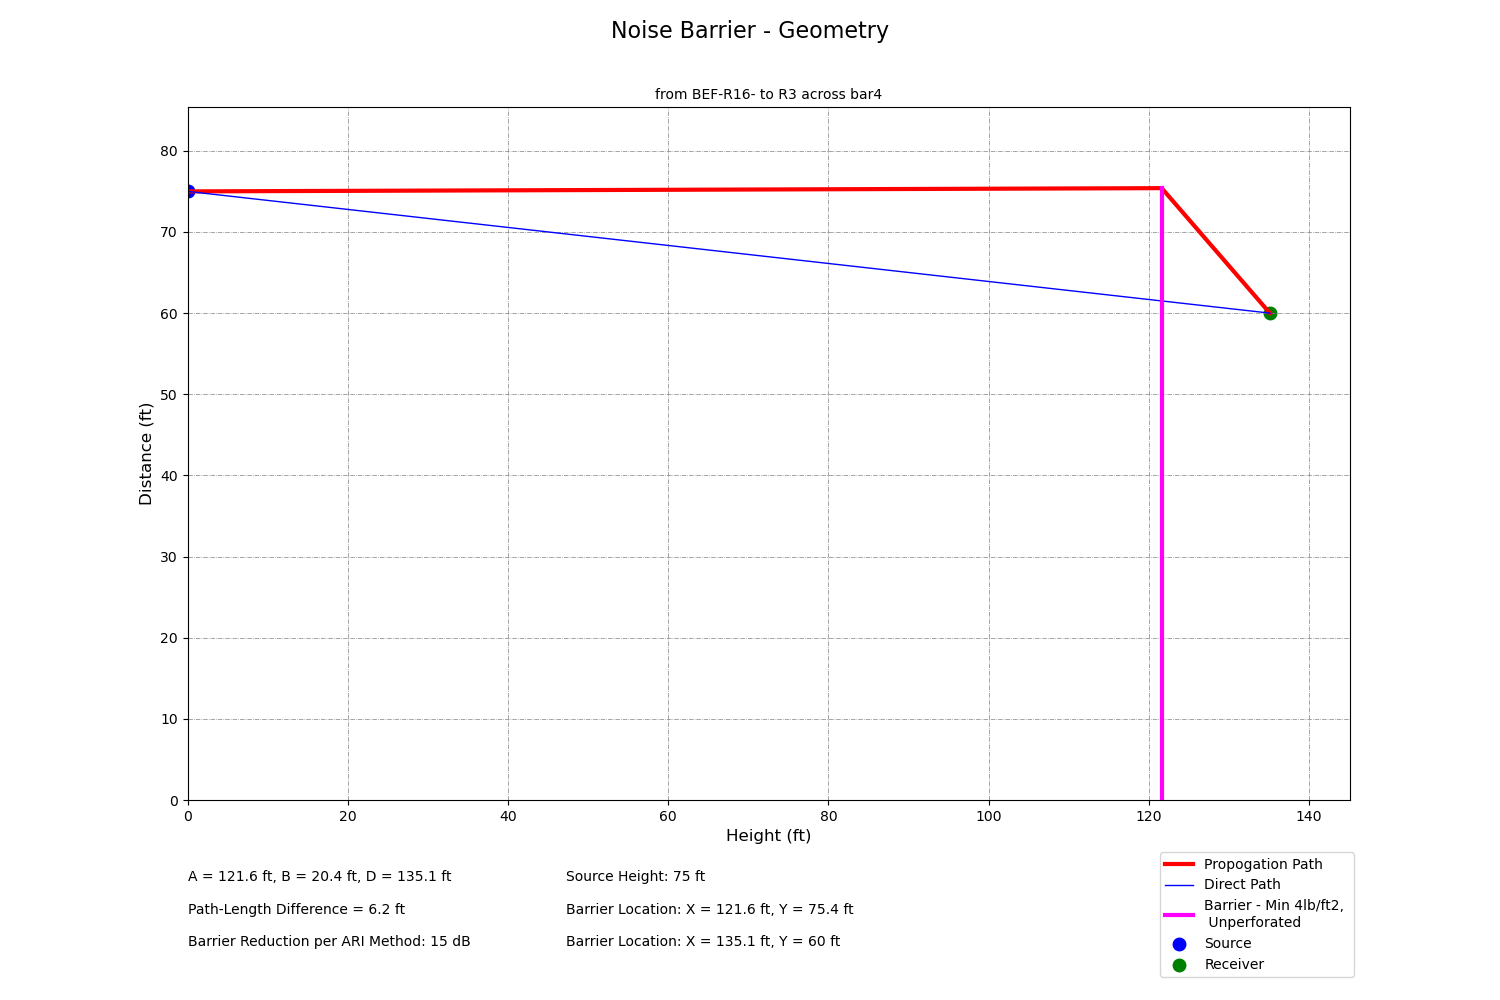 Noise Barrier - Geometry
from BEF-R16- to R3 across bar4
80
70
60
50
40
30
20
10
0
Distance (ft)
0 20 40 60 80 100 120 140
Height (ft)
A = 121.6 ft, B = 20.4 ft, D = 135.1 ft
Path-Length Difference = 6.2 ft
Barrier Reduction per ARI Method: 15 dB
Source Height: 75 ft
Barrier Location: X = 121.6 ft, Y = 75.4 ft
Barrier Location: X = 135.1 ft, Y = 60 ft
Propogation Path
Direct Path
Barrier - Min 4lb/ft2,
Unperforated
Source
Receiver